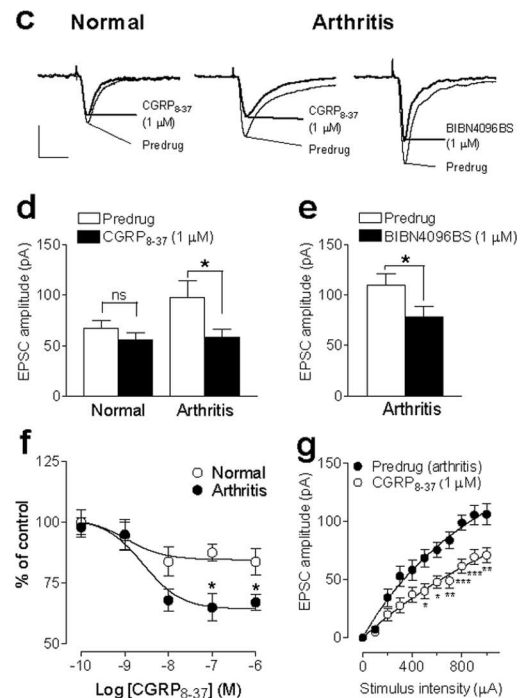 c
Normal Arthritis
CGRP8-37
(1 µM)
Predrug
CGRP8-37
(1 µM)
Predrug
BIBN4096BS
(1 µM)
Predrug
d
Predrug
CGRP8-37 (1 µM)
EPSC amplitude (pA)
150
100
50
0
ns
*
Normal Arthritis
e
Predrug
BIBN4096BS (1 µM)
EPSC amplitude (pA)
150
100
50
0
*
Arthritis
f
Normal
Arthritis
% of control
125
100
75
50
* *
-10 -9 -8 -7 -6
Log [CGRP8-37] (M)
g
Predrug (arthritis)
CGRP8-37 (1 µM)
EPSC amplitude (pA)
150
100
50
0
* * ** *** *** **
0 400 800
Stimulus intensity (µA)